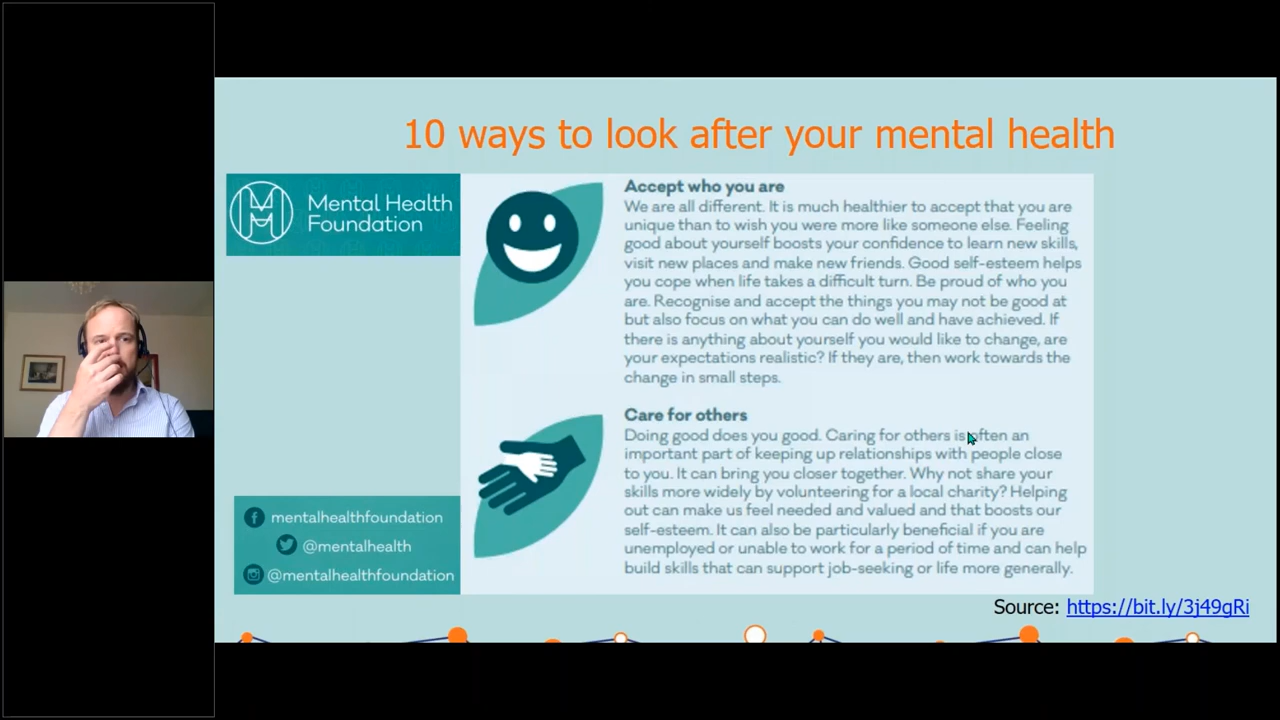 10 ways to look after your mental health
Mental Health
Foundation
Accept who you are
We are all different. It is much healthier to accept that you are
unique than to wish you were more like someone else. Feeling
good about yourself boosts your confidence to learn new skills,
visit new places and make new friends. Good self-esteem helps
you cope when life takes a difficult turn. Be proud of who you
are. Recognise and accept the things you may not be good at
but also focus on what you can do well and have achieved. If
there is anything about yourself you would like to change, are
your expectations realistic? If they are, then work towards the
change in small steps.
Care for others
Doing good does you good. Caring for others is often an
important part of keeping up relationships with people close
to you. It can bring you closer together. Why not share your
skills more widely by volunteering for a local charity? Helping
out can make us feel needed and valued and that boosts our
self-esteem. It can also be particularly beneficial if you are
unemployed or unable to work for a period of time and can help
build skills that can support job-seeking or life more generally.
mentalhealthfoundation
@mentalhealth
@mentalhealthfoundation
Source: https://bit.ly/3j49gRi